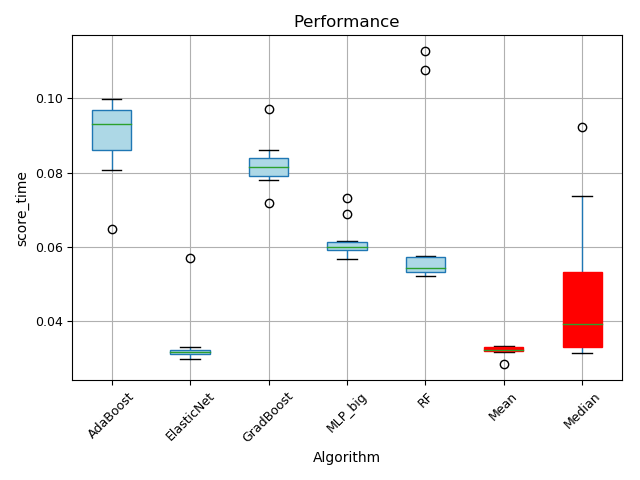 Performance
score_time
0.10
0.08
0.06
0.04
AdaBoost
ElasticNet
GradBoost
MLP_big
RF
Mean
Median
Algorithm